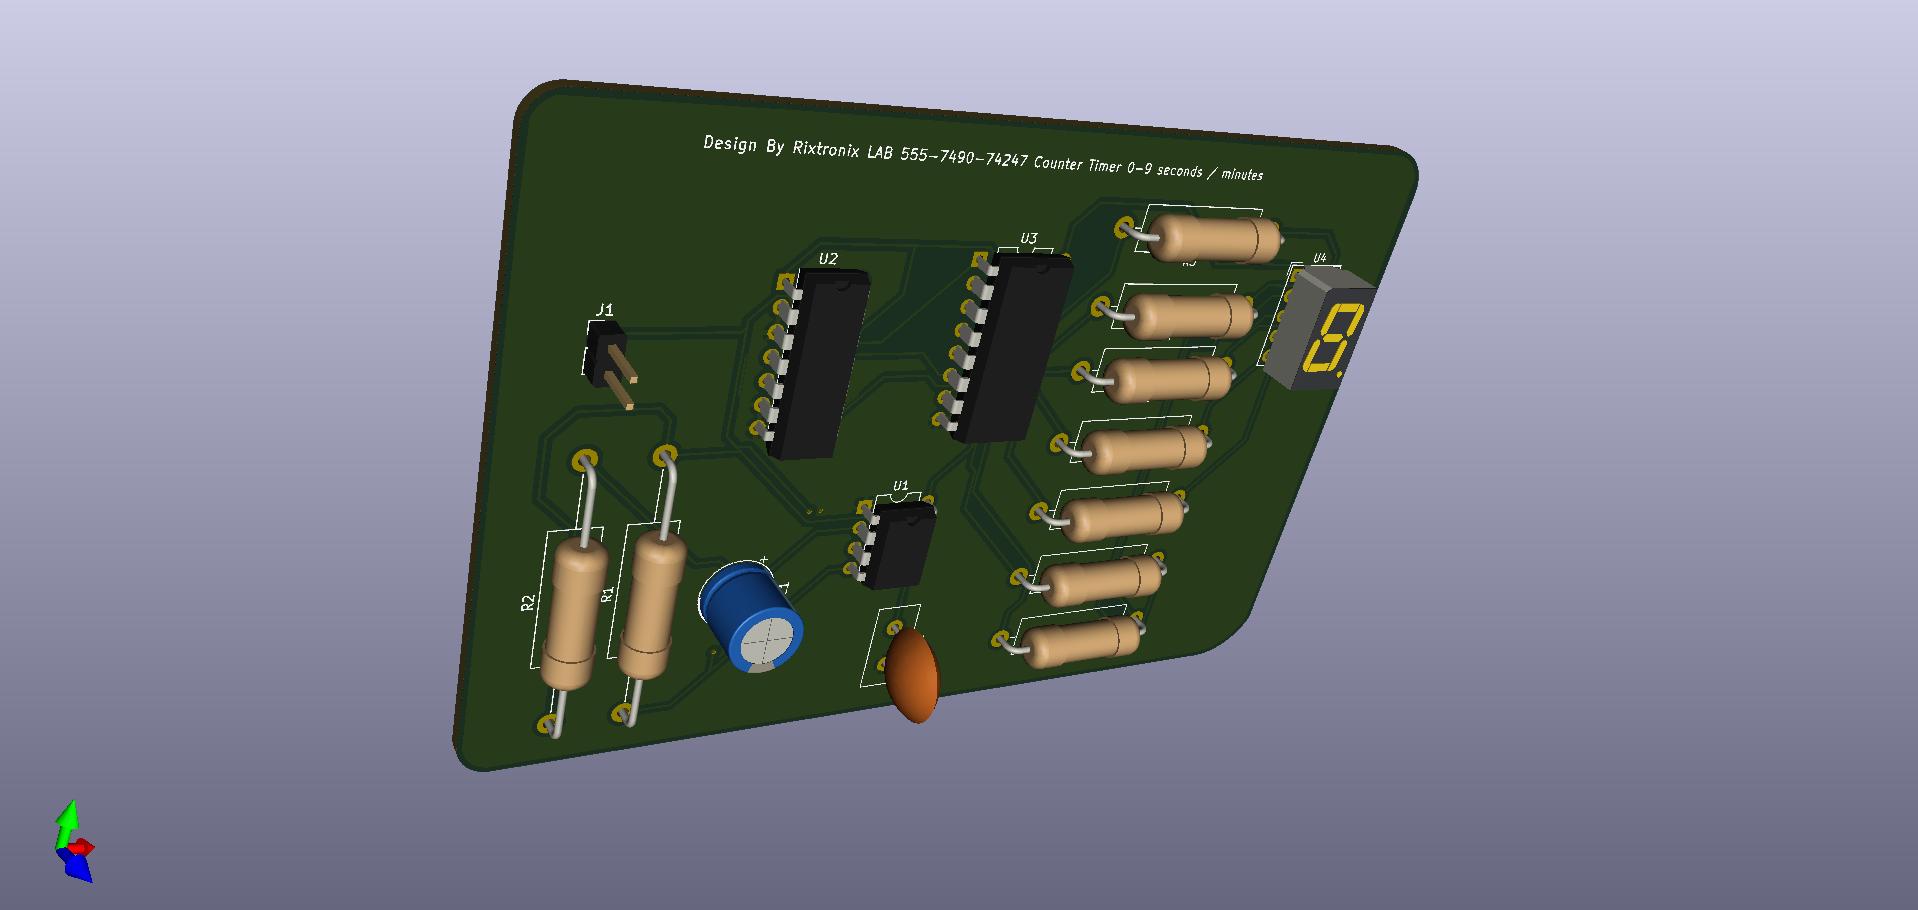 Design By Rixtronix LAB 555-7490-74247 Counter Timer 0-9 seconds / minutes
U3
U2
U4
J1
U1
+
R2
R1